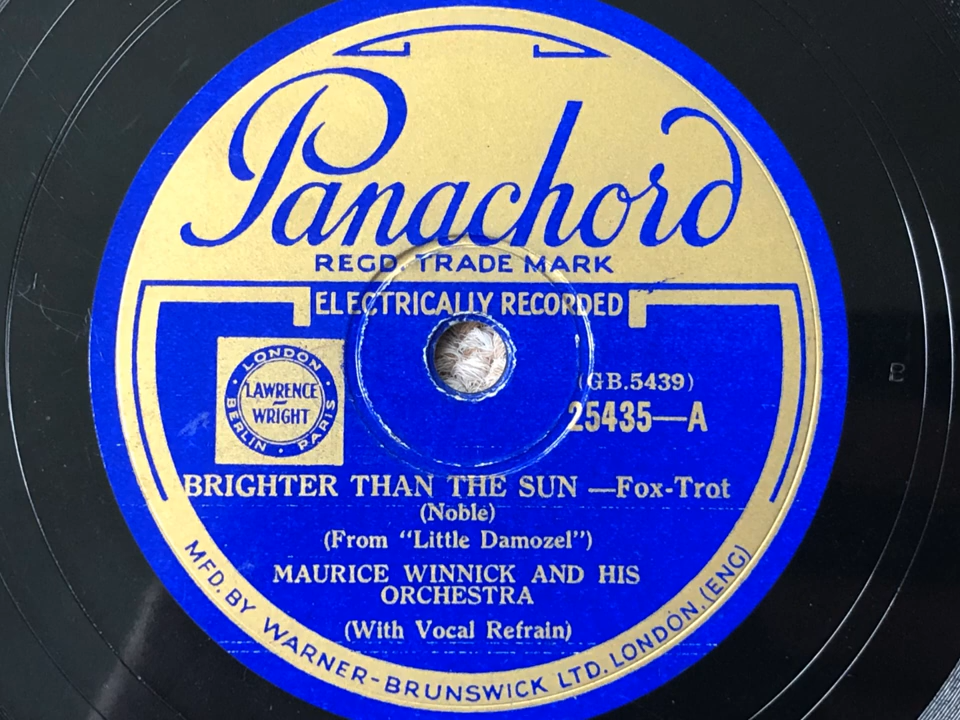 Panachord
REGD TRADE MARK
ELECTRICALLY RECORDED
LONDON
LAWRENCE
WRIGHT
BERLIN • PARIS
(GB.5439)
25435—A
BRIGHTER THAN THE SUN —Fox-Trot
(Noble)
(From "Little Damozel")
MAURICE WINNICK AND HIS
ORCHESTRA
(With Vocal Refrain)
MFD. BY WARNER-BRUNSWICK LTD. LONDON, (ENG)
B